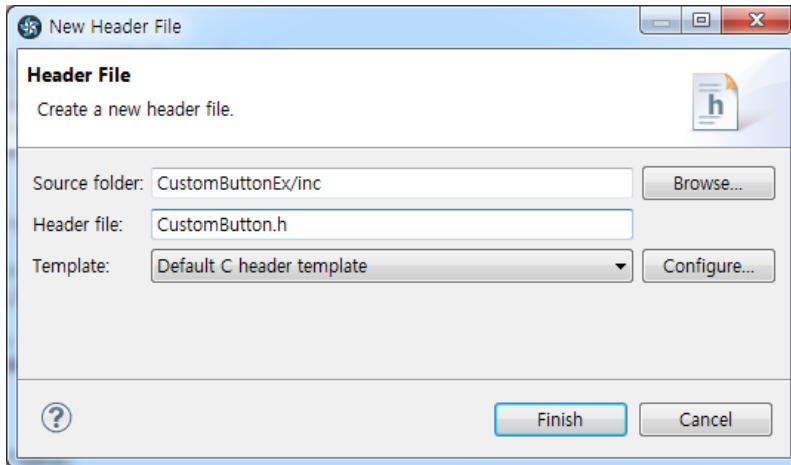 New Header File
Header File
Create a new header file.
h
Source folder: CustomButtonEx/inc Browse...
Header file: CustomButton.h
Template: Default C header template Configure...
? Finish Cancel